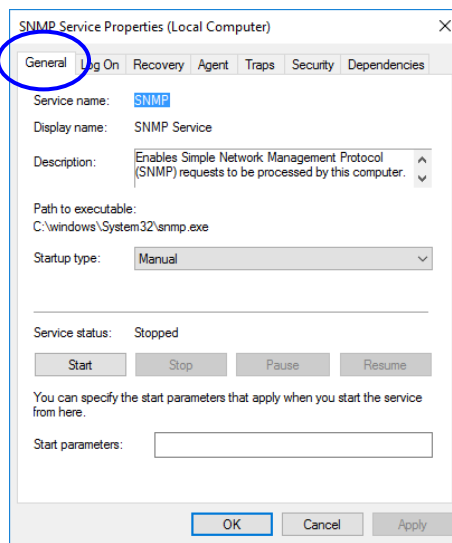 SNMP Service Properties (Local Computer)
General Log On Recovery Agent Traps Security Dependencies
Service name: SNMP
Display name: SNMP Service
Description: Enables Simple Network Management Protocol
(SNMP) requests to be processed by this computer.
Path to executable:
C:\windows\System32\snmp.exe
Startup type: Manual
Service status: Stopped
Start Stop Pause Resume
You can specify the start parameters that apply when you start the service
from here.
Start parameters:
OK Cancel Apply